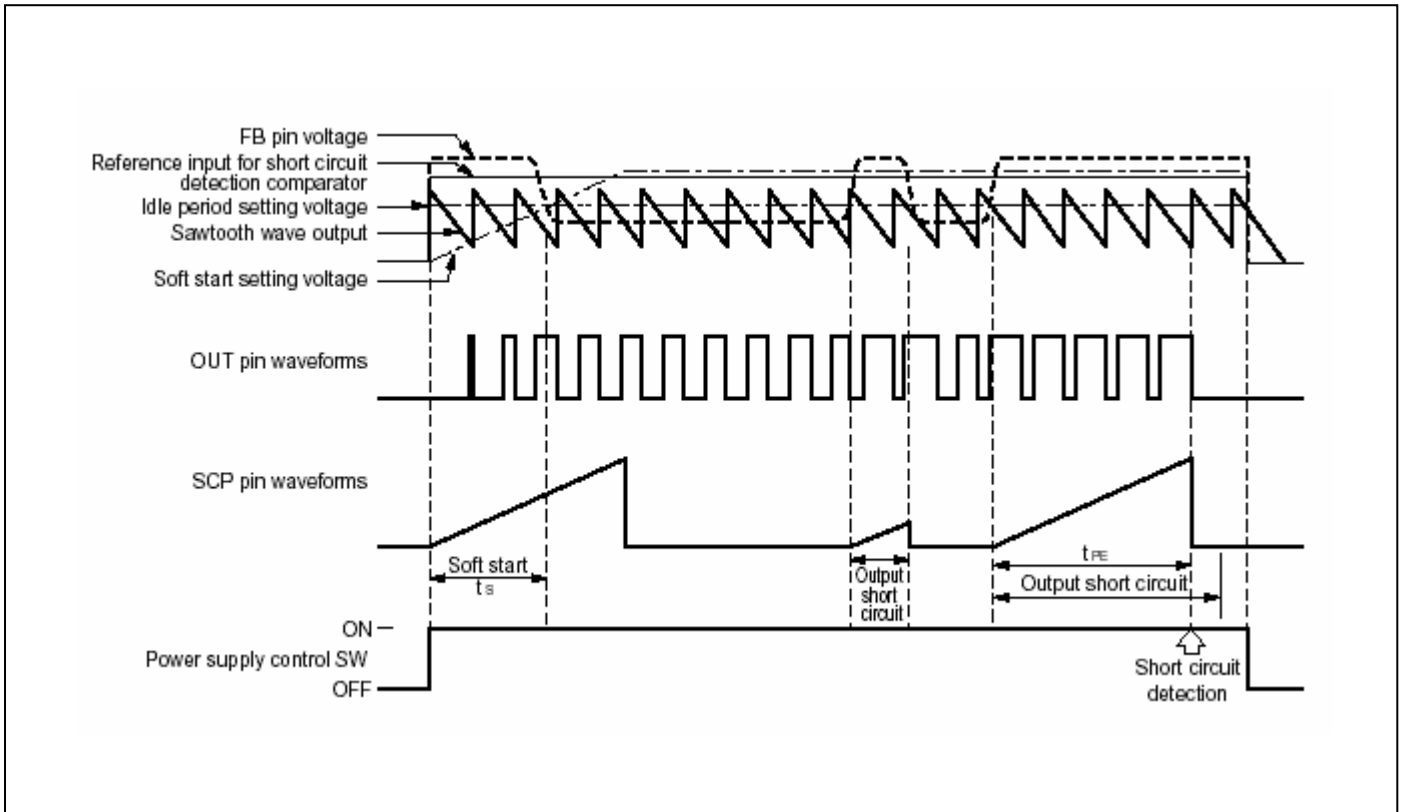 FB pin voltage
Reference input for short circuit
detection comparator
Idle period setting voltage
Sawtooth wave output
Soft start setting voltage
OUT pin waveforms
SCP pin waveforms
Soft start
ts
Output
short
circuit
tPE
Output short circuit
ON
Power supply control SW
OFF
Short circuit
detection